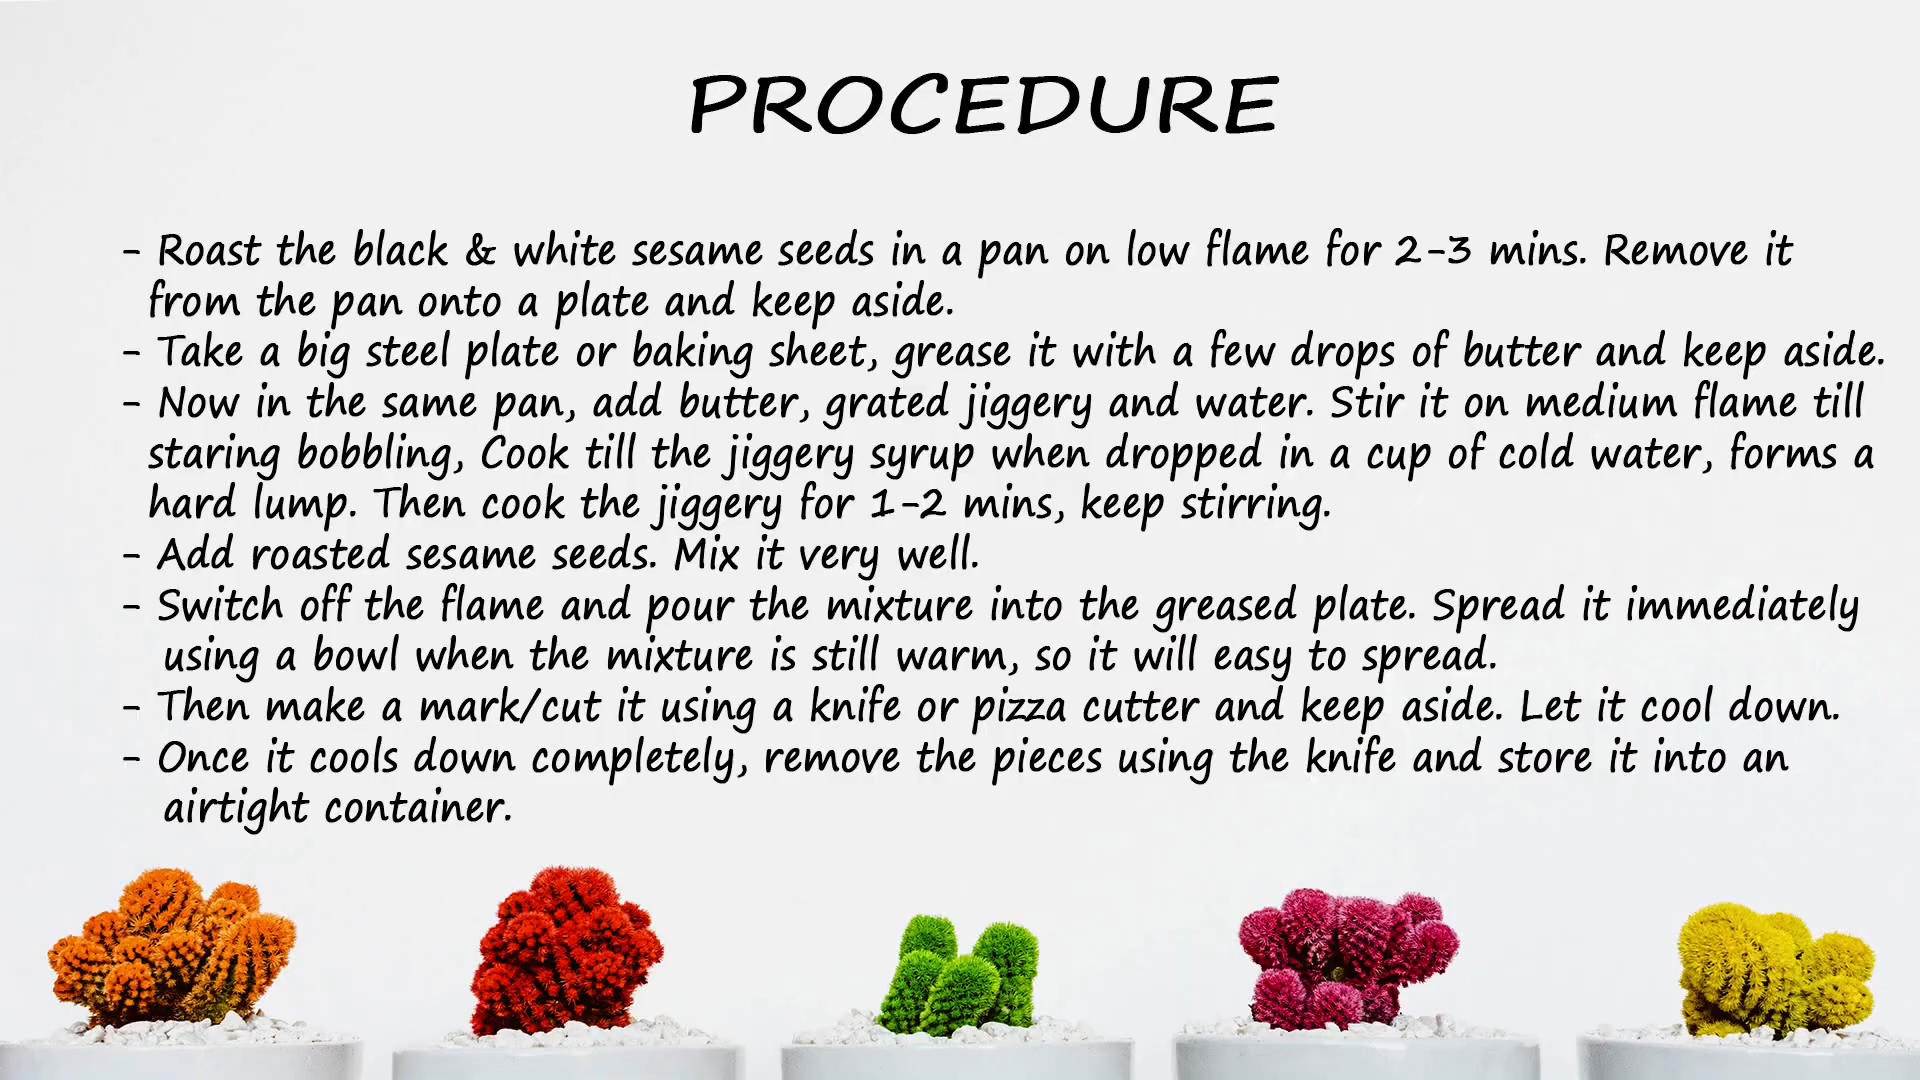 PROCEDURE
- Roast the black & white sesame seeds in a pan on low flame for 2-3 mins. Remove it
from the pan onto a plate and keep aside.
- Take a big steel plate or baking sheet, grease it with a few drops of butter and keep aside.
- Now in the same pan, add butter, grated jiggery and water. Stir it on medium flame till
staring bobbling, Cook till the jiggery syrup when dropped in a cup of cold water, forms a
hard lump. Then cook the jiggery for 1-2 mins, keep stirring.
- Add roasted sesame seeds. Mix it very well.
- Switch off the flame and pour the mixture into the greased plate. Spread it immediately
using a bowl when the mixture is still warm, so it will easy to spread.
- Then make a mark/cut it using a knife or pizza cutter and keep aside. Let it cool down.
- Once it cools down completely, remove the pieces using the knife and store it into an
airtight container.